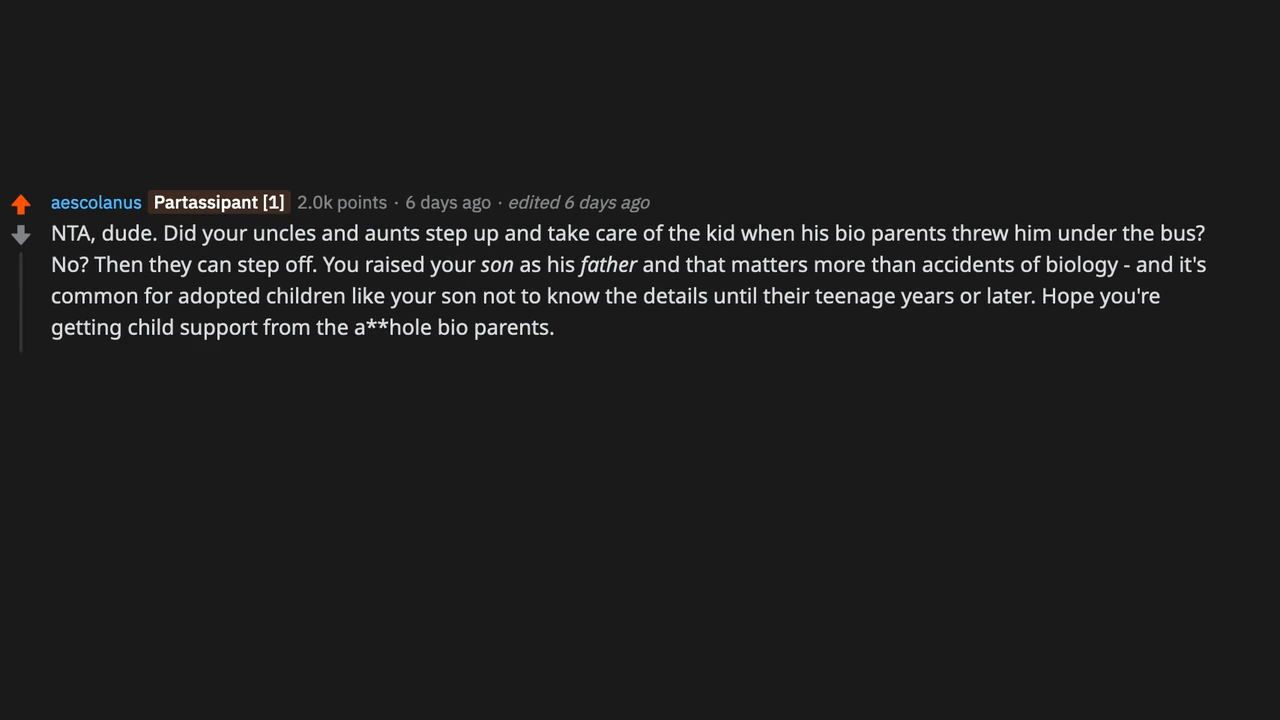 aescolanus Partassipant [1] 2.0k points · 6 days ago · edited 6 days ago
NTA, dude. Did your uncles and aunts step up and take care of the kid when his bio parents threw him under the bus?
No? Then they can step off. You raised your son as his father and that matters more than accidents of biology - and it's
common for adopted children like your son not to know the details until their teenage years or later. Hope you're
getting child support from the a**hole bio parents.